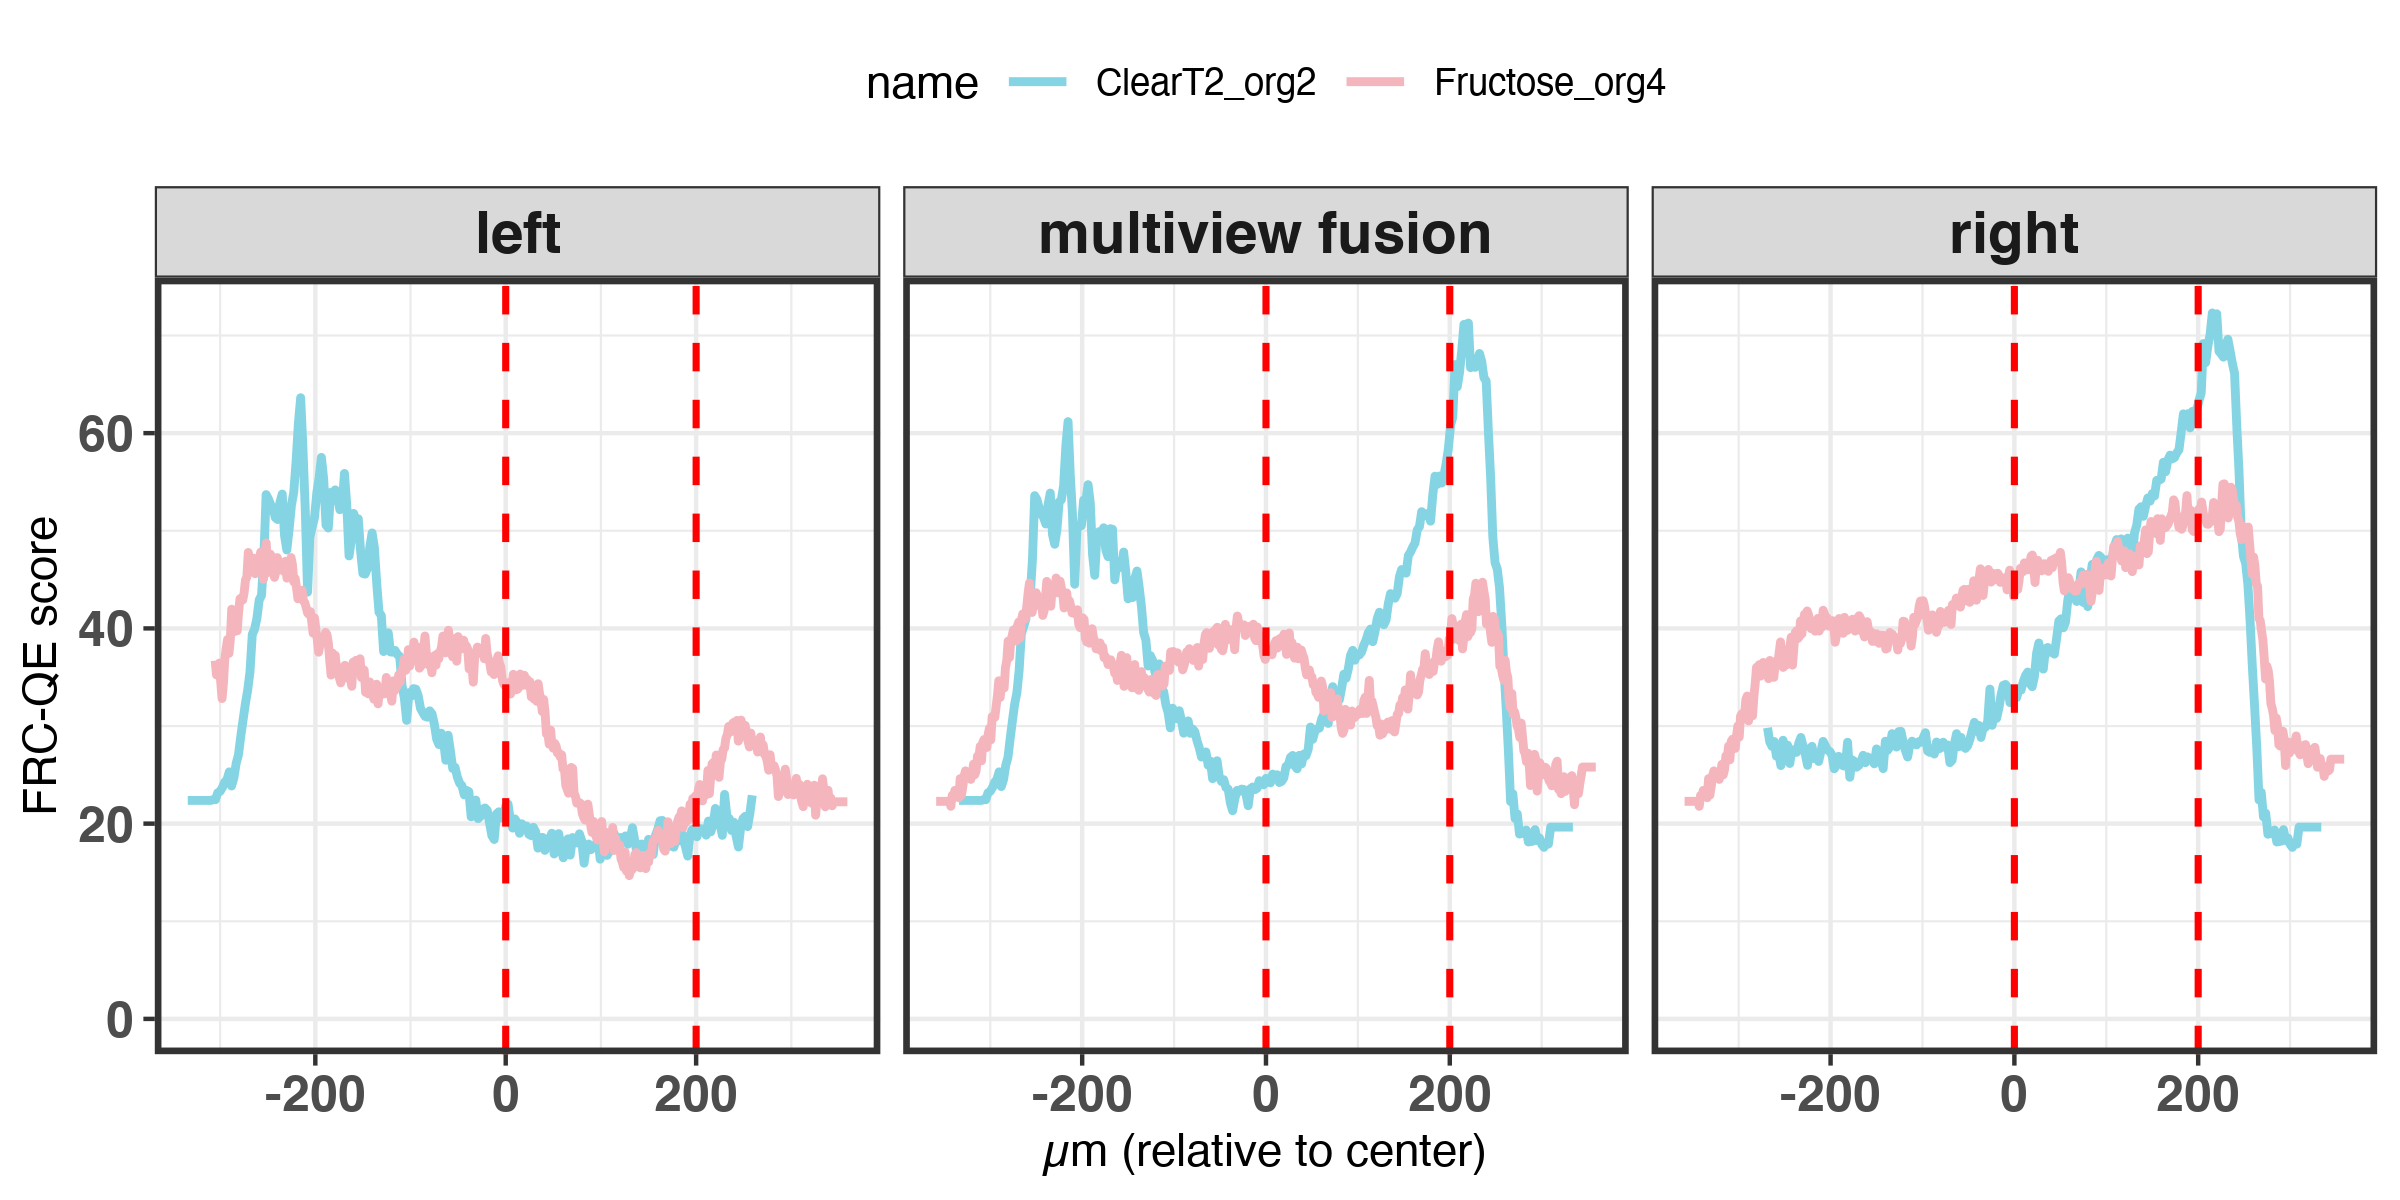 name ClearT2_org2 Fructose_org4
left multiview fusion right
FRC-QE score
60
40
20
0
-200 0 200 -200 0 200 -200 0 200
µm (relative to center)